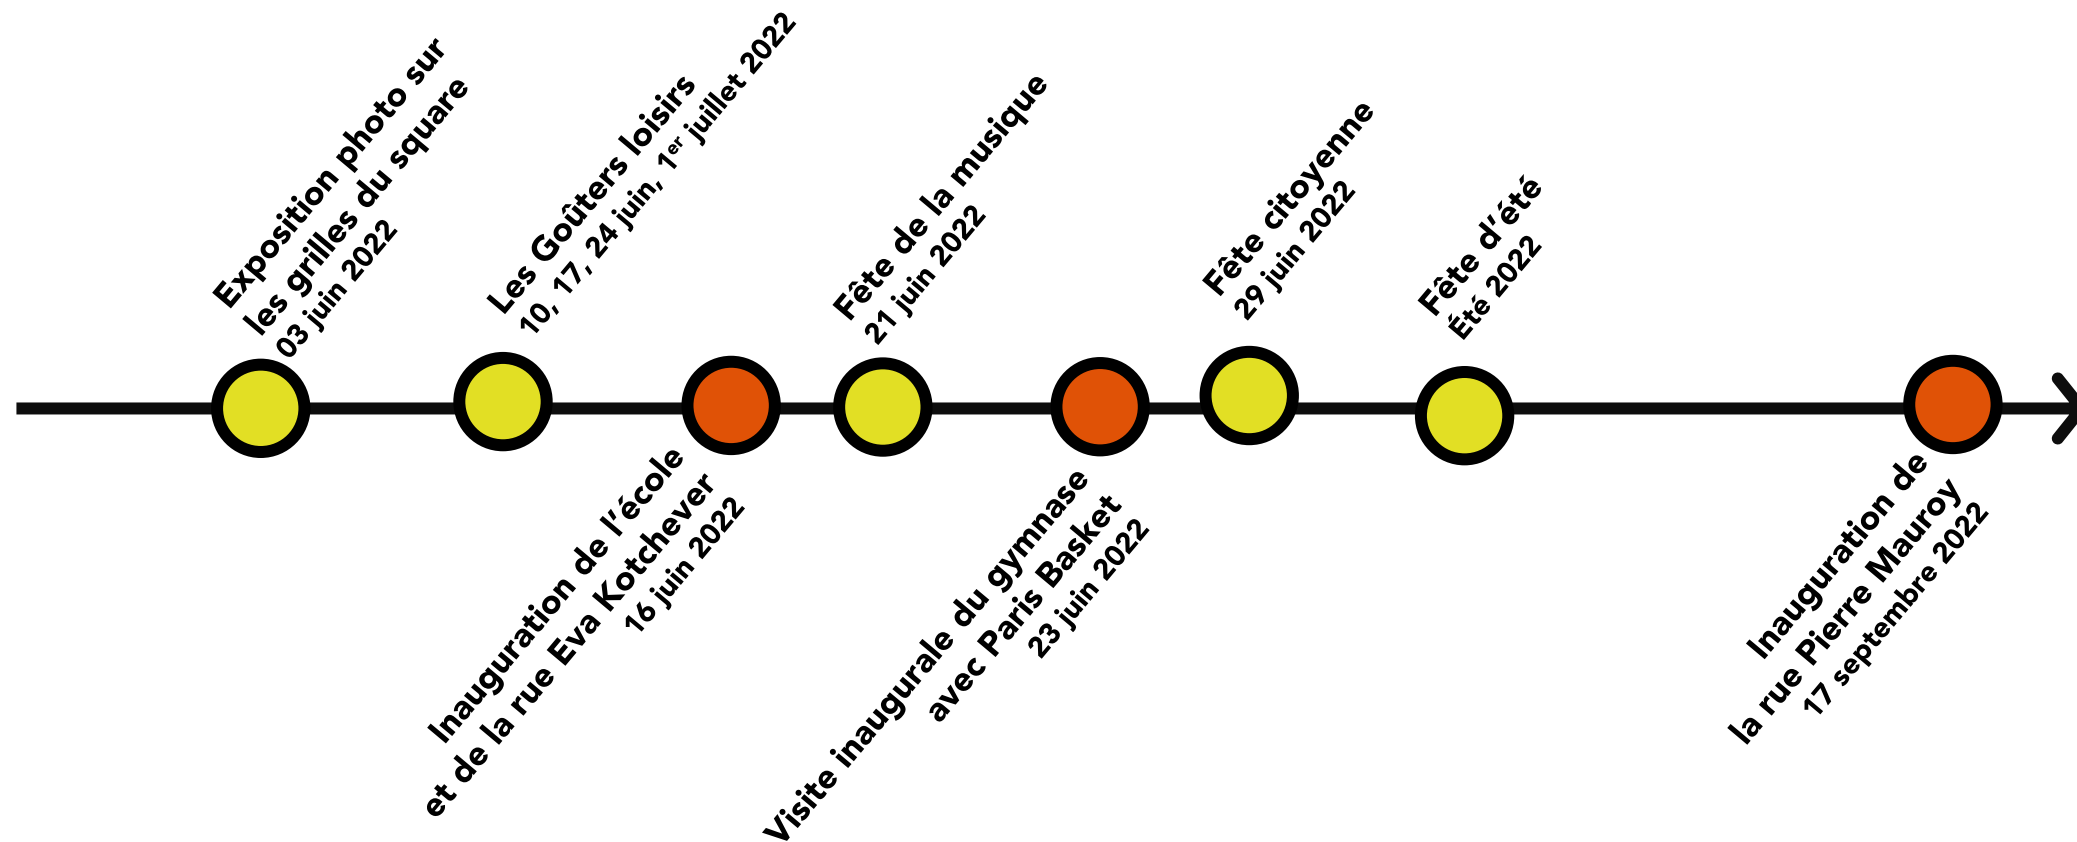 Exposition photo sur
les grilles du square
03 juin 2022
Les Goûters loisirs
10, 17, 24 juin, 1er juillet 2022
Inauguration de l’école
et de la rue Eva Kotchever
16 juin 2022
Fête de la musique
21 juin 2022
Visite inaugurale du gymnase
avec Paris Basket
23 juin 2022
Fête citoyenne
29 juin 2022
Fête d’été
Été 2022
Inauguration de
la rue Pierre Mauroy
17 septembre 2022